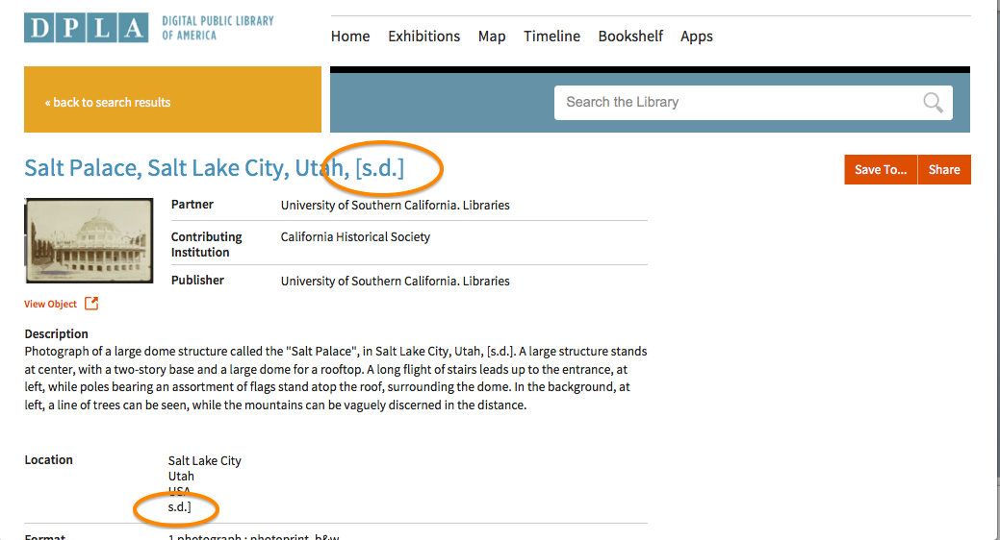 DPLA DIGITAL PUBLIC LIBRARY
OF AMERICA
Home Exhibitions Map Timeline Bookshelf Apps
« back to search results
Search the Library
Salt Palace, Salt Lake City, Utah, [s.d.]
Save To... Share
Partner University of Southern California. Libraries
Contributing California Historical Society
Institution
Publisher University of Southern California. Libraries
View Object
Description
Photograph of a large dome structure called the "Salt Palace", in Salt Lake City, Utah, [s.d.]. A large structure stands
at center, with a two-story base and a large dome for a rooftop. A long flight of stairs leads up to the entrance, at
left, while poles bearing an assortment of flags stand atop the roof, surrounding the dome. In the background, at
left, a line of trees can be seen, while the mountains can be vaguely discerned in the distance.
Location Salt Lake City
Utah
USA
s.d.]
Format 1 photograph : photoprint, b&w